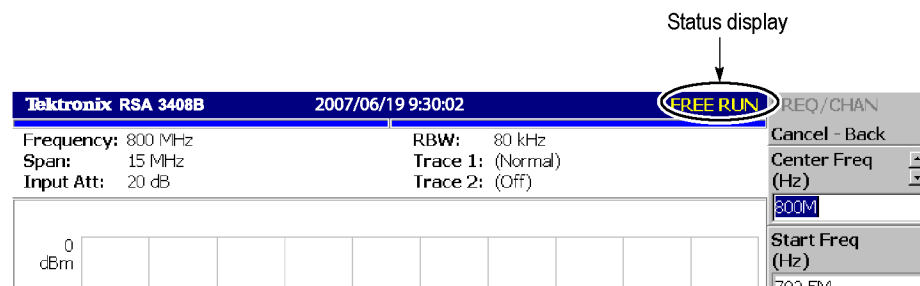 Status display
Tektronix RSA 3408B 2007/06/19 9:30:02 FREE RUN
REQ/CHAN
Cancel - Back
Frequency: 800 MHz RBW: 80 kHz
Span: 15 MHz Trace 1: (Normal)
Input Att: 20 dB Trace 2: (Off)
Center Freq
(Hz)
800M
Start Freq
(Hz)
0
dBm